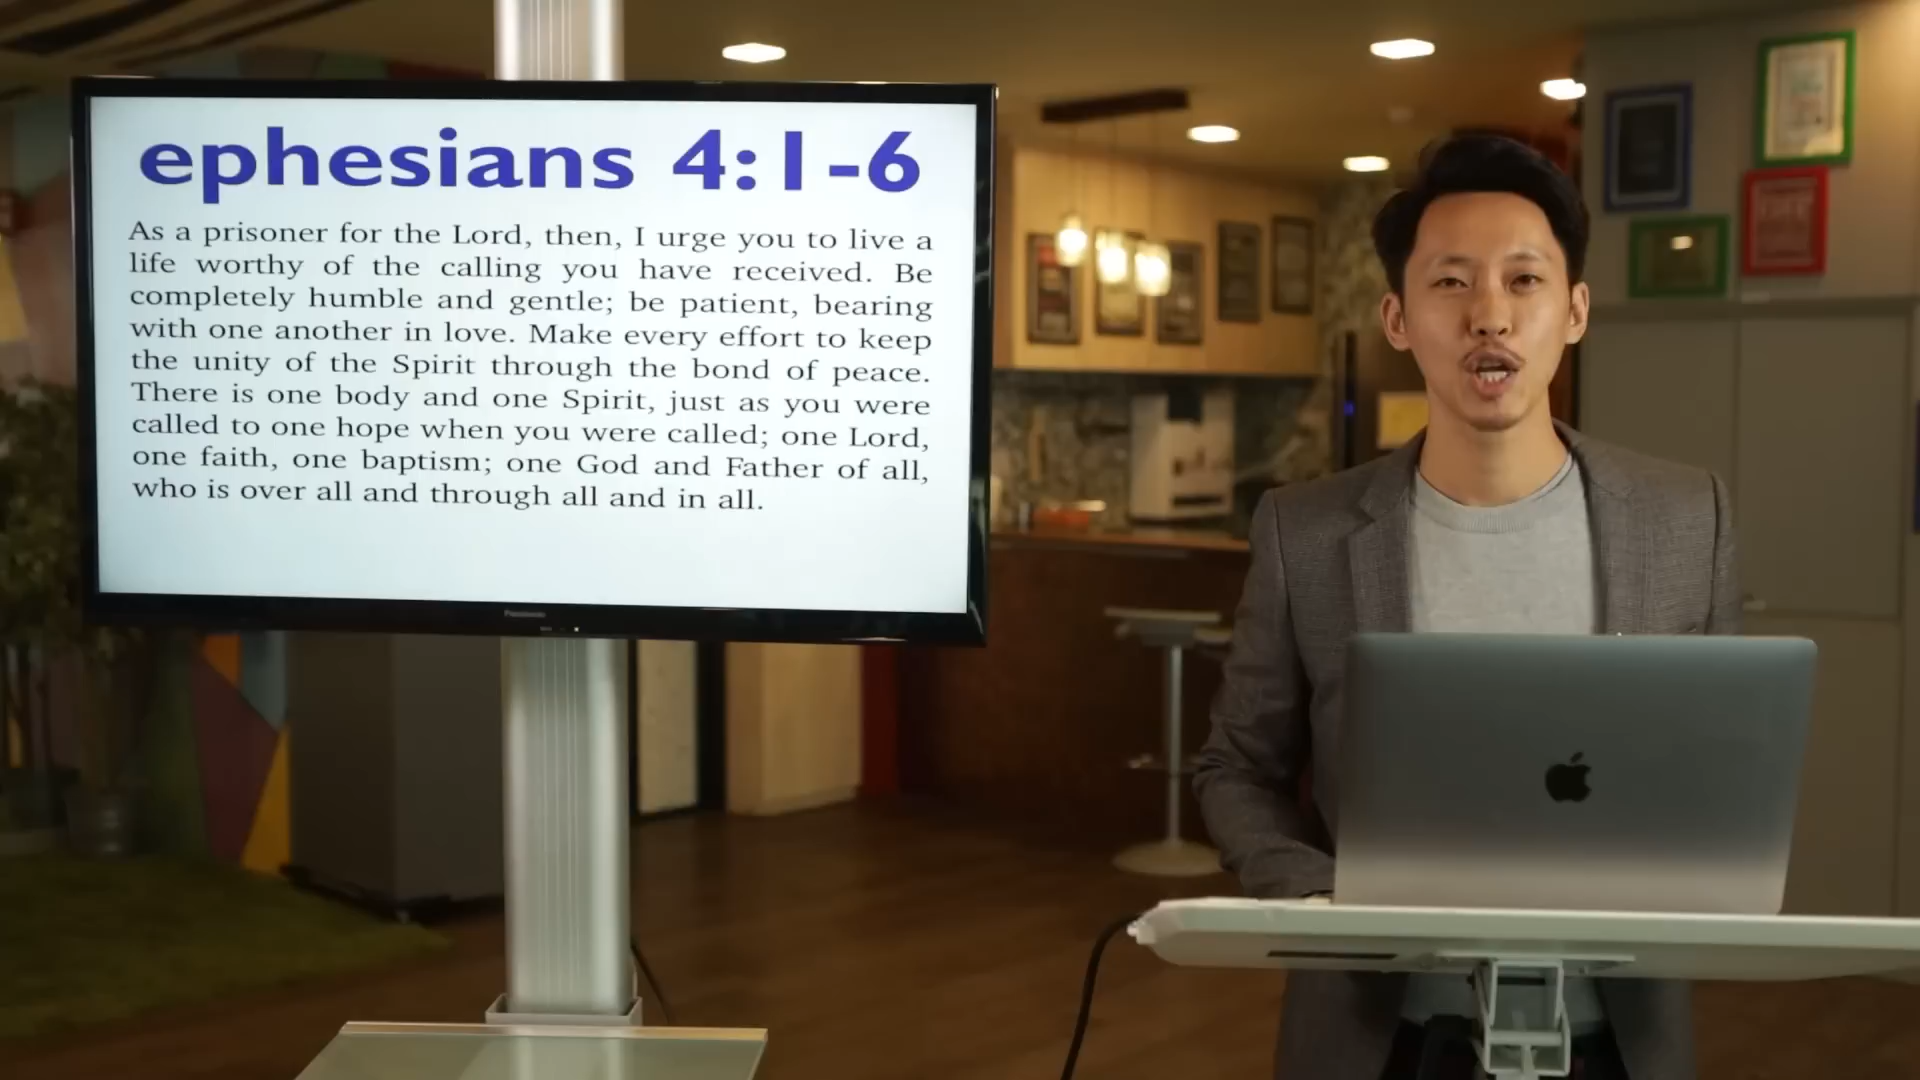 ephesians 4:1-6
As a prisoner for the Lord, then, I urge you to live a
life worthy of the calling you have received. Be
completely humble and gentle; be patient, bearing
with one another in love. Make every effort to keep
the unity of the Spirit through the bond of peace.
There is one body and one Spirit, just as you were
called to one hope when you were called; one Lord,
one faith, one baptism; one God and Father of all,
who is over all and through all and in all.
Panasonic